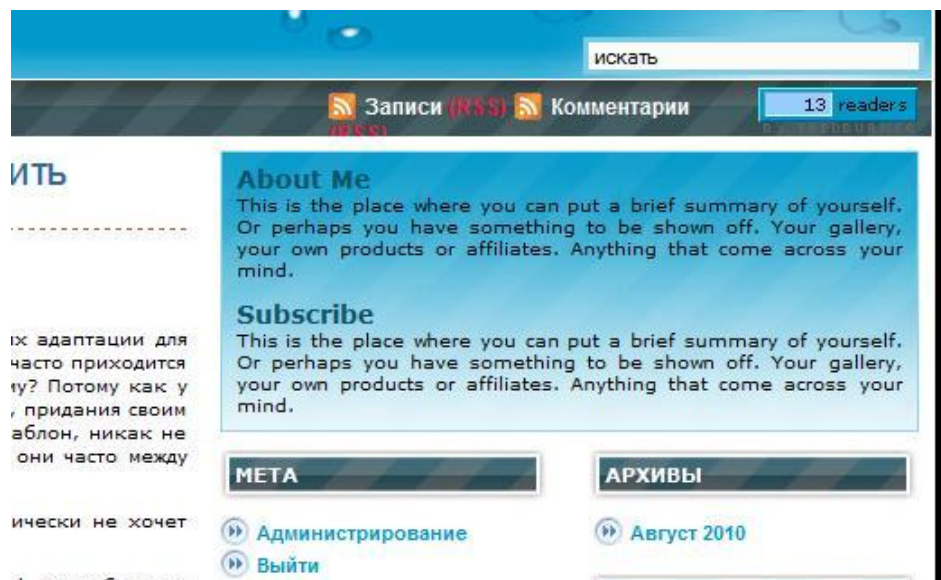 искать
Записи (RSS) Комментарии
(RSS)
13 readers
ить
About Me
This is the place where you can put a brief summary of yourself.
Or perhaps you have something to be shown off. Your gallery,
your own products or affiliates. Anything that come across your
mind.
Subscribe
This is the place where you can put a brief summary of yourself.
Or perhaps you have something to be shown off. Your gallery,
your own products or affiliates. Anything that come across your
mind.
адаптации для
часто приходится
му? Потому как у
, придания своим
аблон, никак не
они часто между
ически не хочет
МЕТА
Администрирование
Выйти
АРХИВЫ
Август 2010